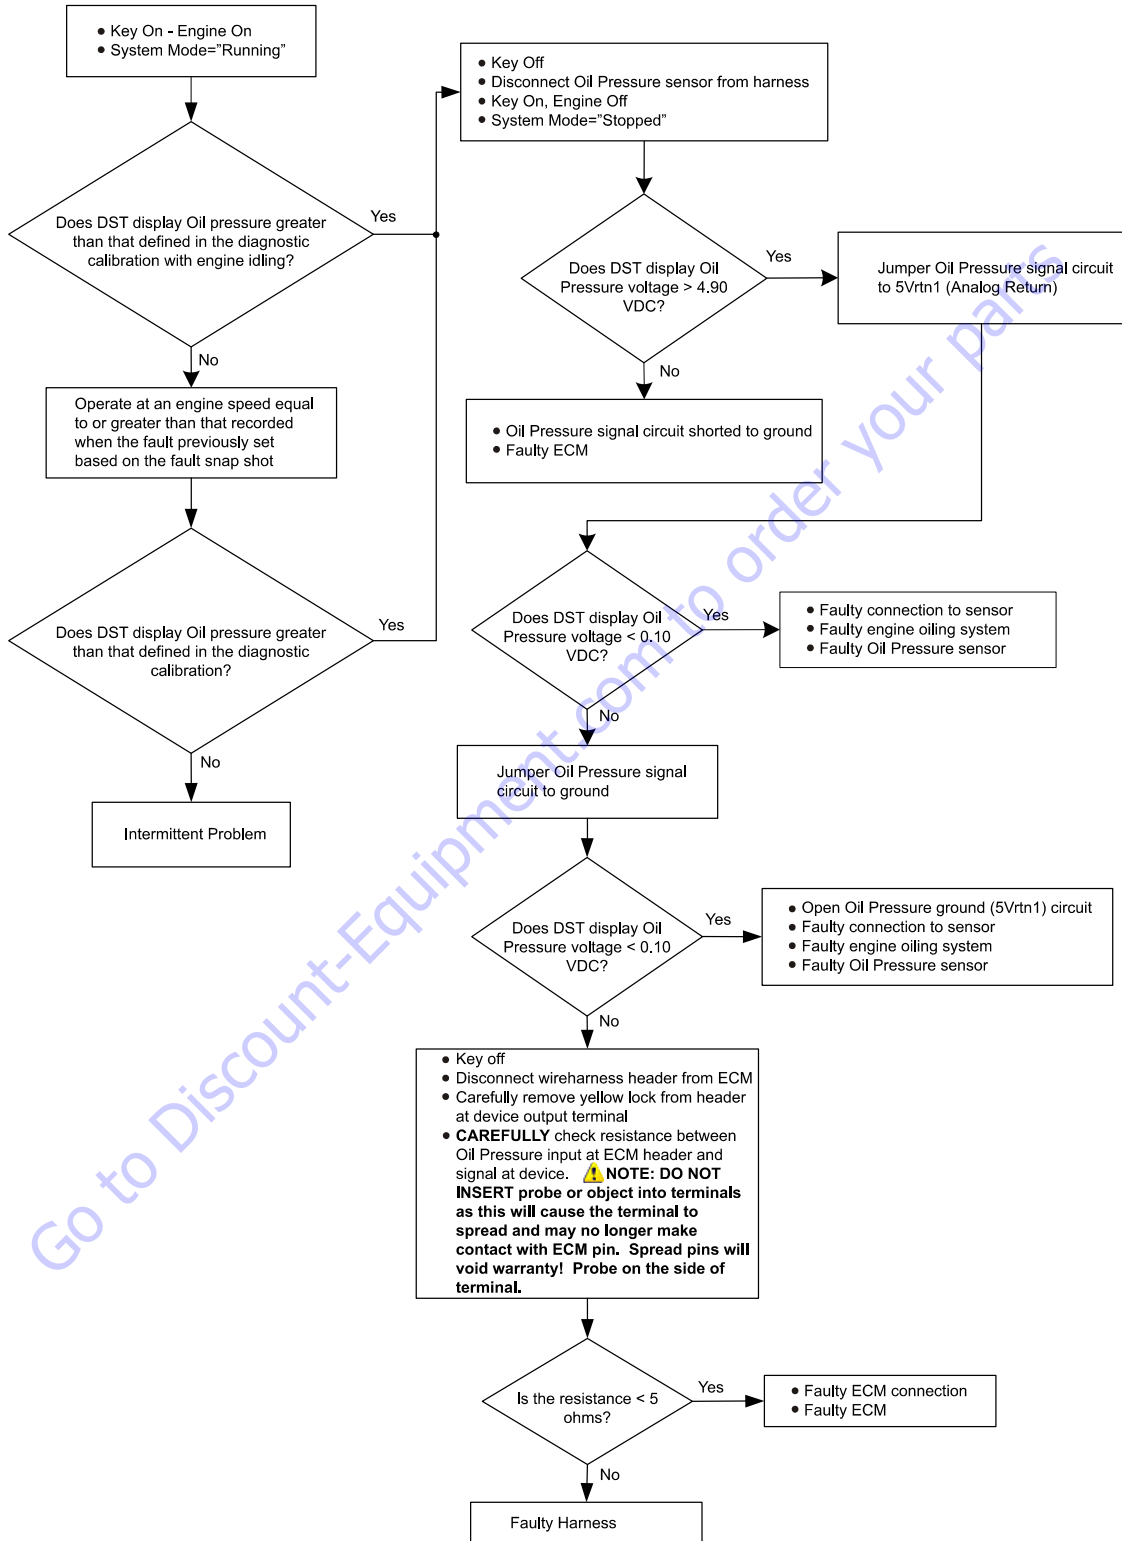 ● Key On - Engine On
● System Mode=”Running”
Does DST display Oil pressure greater
than that defined in the diagnostic
calibration with engine idling?
Yes
No
Operate at an engine speed equal
to or greater than that recorded
when the fault previously set
based on the fault snap shot
Does DST display Oil pressure greater
than that defined in the diagnostic
calibration?
Yes
No
Intermittent Problem
● Key Off
● Disconnect Oil Pressure sensor from harness
● Key On, Engine Off
● System Mode=”Stopped”
Does DST display Oil
Pressure voltage > 4.90
VDC?
Yes
Jumper Oil Pressure signal circuit
to 5Vrtn1 (Analog Return)
No
● Oil Pressure signal circuit shorted to ground
● Faulty ECM
Does DST display Oil
Pressure voltage < 0.10
VDC?
Yes
● Faulty connection to sensor
● Faulty engine oiling system
● Faulty Oil Pressure sensor
No
Jumper Oil Pressure signal
circuit to ground
Does DST display Oil
Pressure voltage < 0.10
VDC?
Yes
● Open Oil Pressure ground (5Vrtn1) circuit
● Faulty connection to sensor
● Faulty engine oiling system
● Faulty Oil Pressure sensor
No
● Key off
● Disconnect wireharness header from ECM
● Carefully remove yellow lock from header
at device output terminal
● CAREFULLY check resistance between
Oil Pressure input at ECM header and
signal at device. NOTE: DO NOT
INSERT probe or object into terminals
as this will cause the terminal to
spread and may no longer make
contact with ECM pin. Spread pins will
void warranty! Probe on the side of
terminal.
Is the resistance < 5
ohms?
Yes
● Faulty ECM connection
● Faulty ECM
No
Faulty Harness
Go to Discount-Equipment.com to order your parts